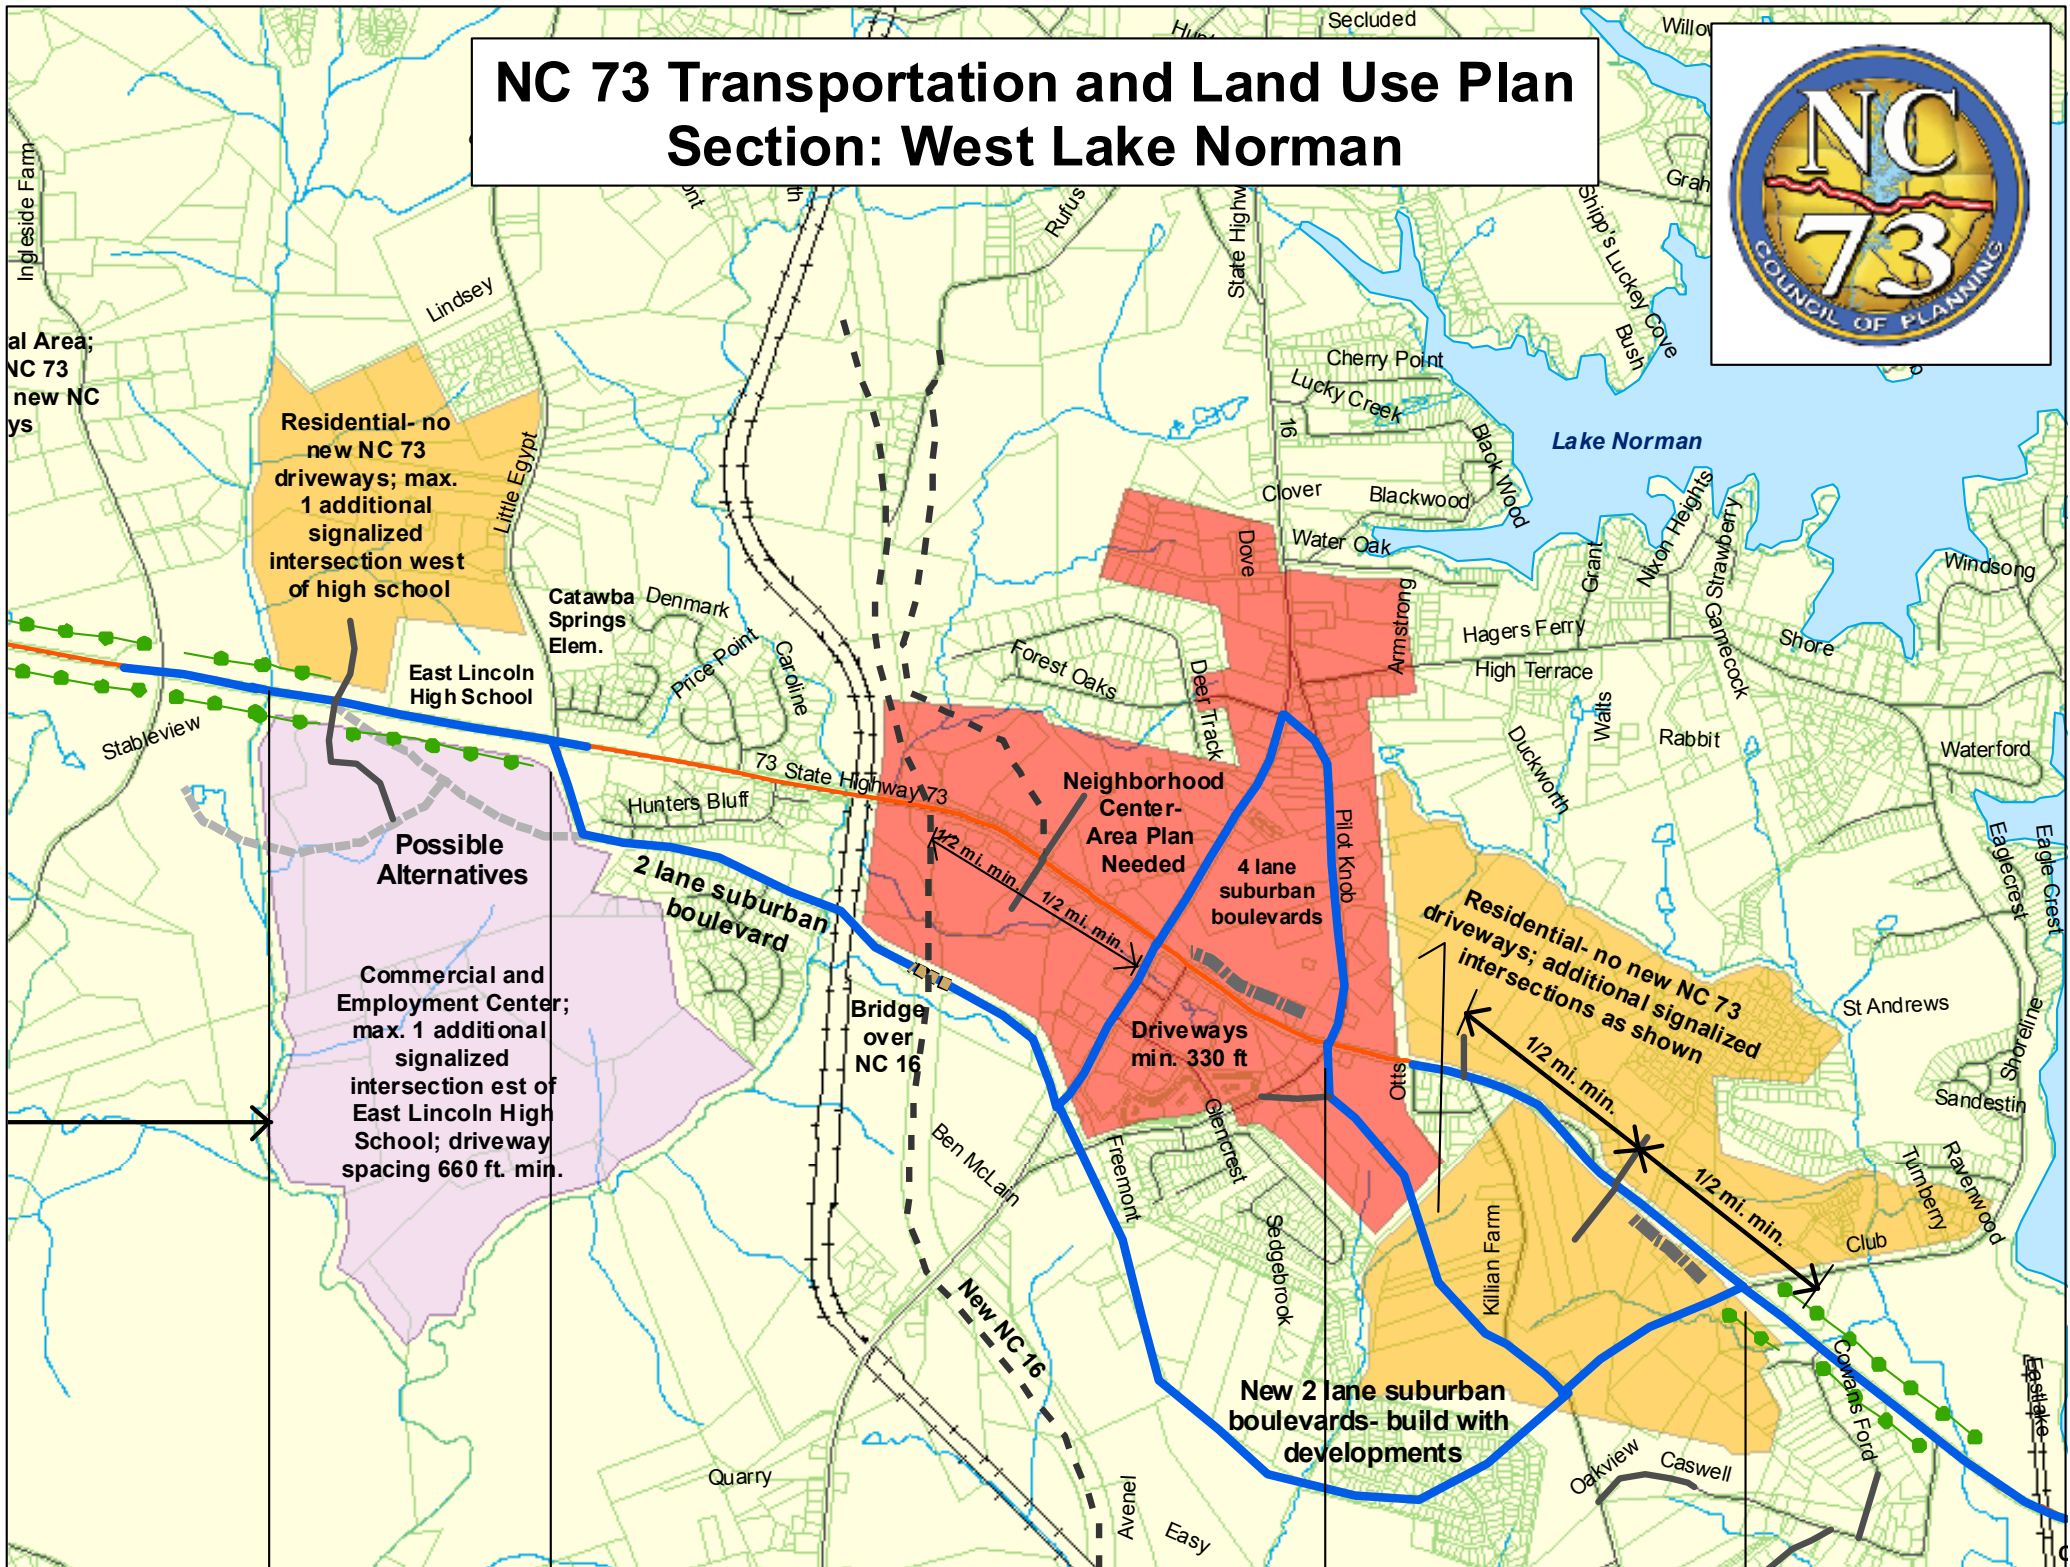 NC 73 Transportation and Land Use Plan
Section: West Lake Norman
NC
73
COUNCIL OF PLANNING
Secluded
Ingleside Farm
Lindsey
Rufus
Shipp's Luckey Cove
Bush
al Area;
NC 73
new NC
ys
Residential- no
new NC 73
driveways; max.
1 additional
signalized
intersection west
of high school
Little Egypt
Cherry Point
Lucky Creek
16
Black Wood
Lake Norman
Clover
Blackwood
Water Oak
Dove
Armstrong
Grant
Nixon Heights
Strawberry
Gamecock
Windsong
Hagers Ferry
High Terrace
Shore
Catawba
Springs
Elem.
Denmark
Price Point
Caroline
East Lincoln
High School
Forest Oaks
Deer Track
Stableview
73 State Highway 73
Hunters Bluff
Walts
Rabbit
Duckworth
Waterford
Eaglecrest
Eagle Crest
Neighborhood
Center-
Area Plan
Needed
Pilot Knob
4 lane
suburban
boulevards
1/2 mi. min.
1/2 mi. min.
Possible
Alternatives
2 lane suburban
boulevard
Residential- no new NC 73
driveways; additional signalized
intersections as shown
Commercial and
Employment Center;
max. 1 additional
signalized
intersection est of
East Lincoln High
School; driveway
spacing 660 ft. min.
Bridge
over
NC 16
Driveways
min. 330 ft
St Andrews
Shoreline
Sandestin
1/2 mi. min.
1/2 mi. min.
Otts
Glencrest
Ben McLain
Freemont
Sedgebrook
Killian Farm
Turnberry
Ravenwood
Club
New NC 16
New 2 lane suburban
boulevards- build with
developments
Cowans Ford
Eastlake
Oakview
Caswell
Quarry
Avenel
Easy